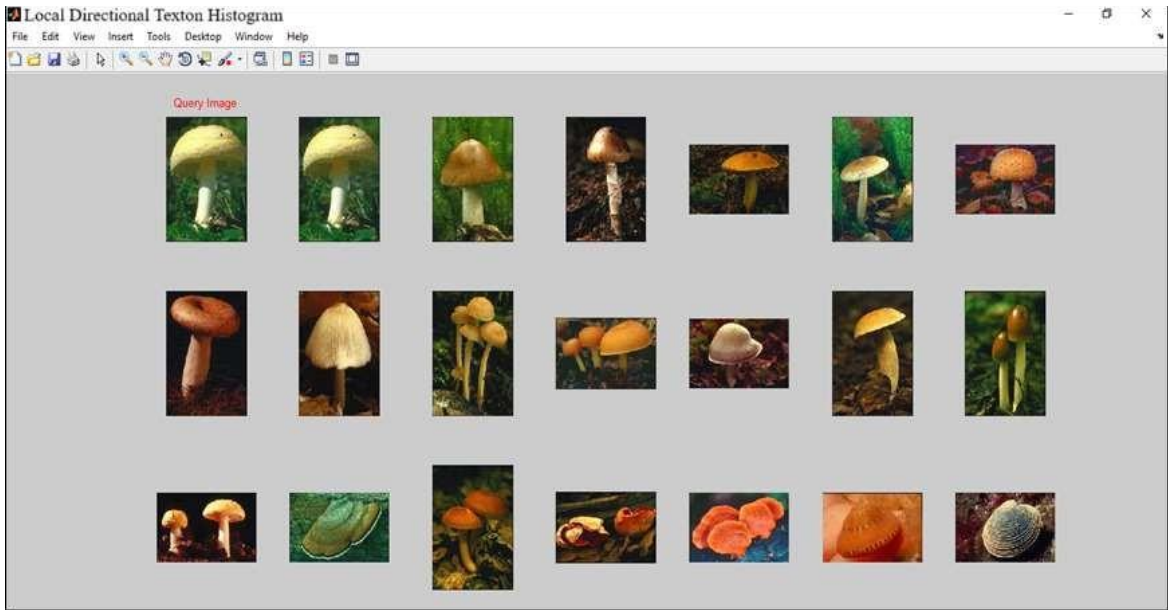 Local Directional Texton Histogram
File Edit View Insert Tools Desktop Window Help
Query Image